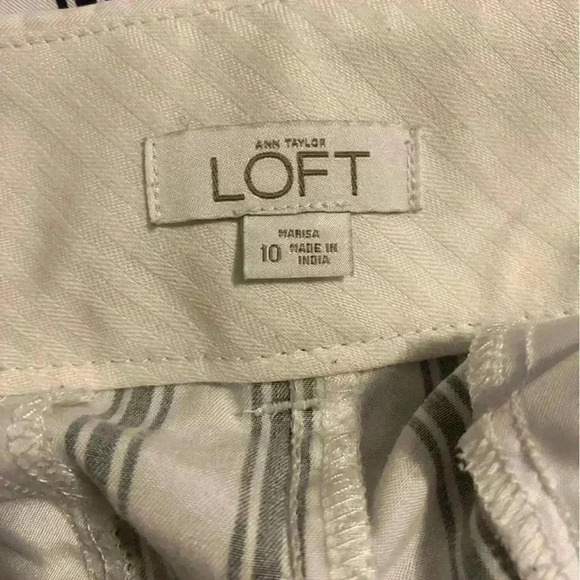 ANN TAYLOR
LOFT
MARISA
10 MADE IN
INDIA